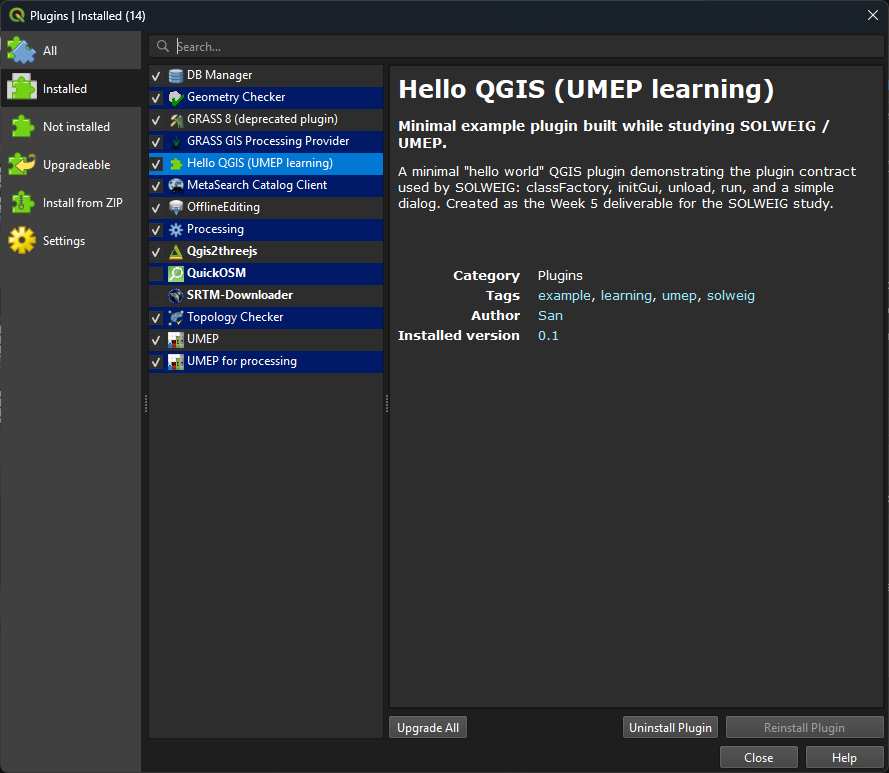 Plugins | Installed (14)
All
Installed
Not installed
Upgradeable
Install from ZIP
Settings
Search...
DB Manager
Geometry Checker
GRASS 8 (deprecated plugin)
GRASS GIS Processing Provider
Hello QGIS (UMEP learning)
MetaSearch Catalog Client
OfflineEditing
Processing
Qgis2threejs
QuickOSM
SRTM-Downloader
Topology Checker
UMEP
UMEP for processing
Hello QGIS (UMEP learning)
Minimal example plugin built while studying SOLWEIG /
UMEP.
A minimal "hello world" QGIS plugin demonstrating the plugin contract
used by SOLWEIG: classFactory, initGui, unload, run, and a simple
dialog. Created as the Week 5 deliverable for the SOLWEIG study.
Category Plugins
Tags example, learning, umep, solweig
Author San
Installed version 0.1
Upgrade All
Uninstall Plugin
Reinstall Plugin
Close
Help